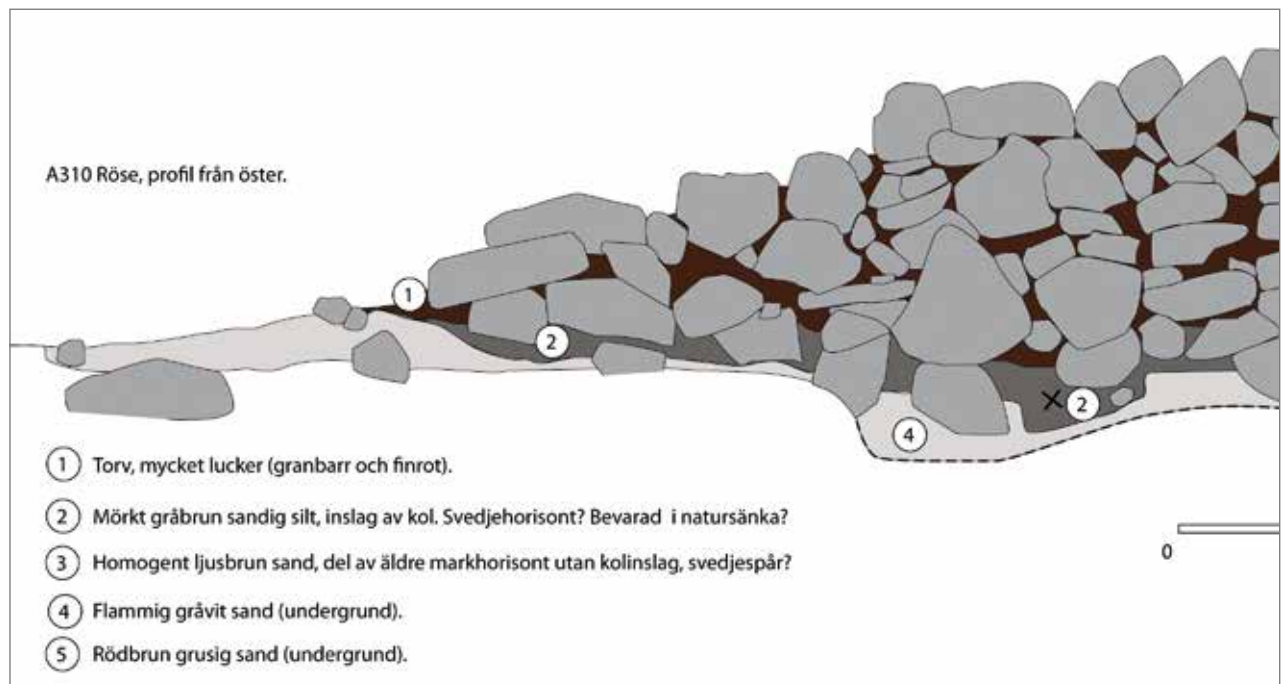 A310 Röse, profil från öster.
1
2
2
4
1 Torv, mycket lucker (granbarr och finrot).
2 Mörkt gråbrun sandig silt, inslag av kol. Svedjehorisont? Bevarad i natursänka?
3 Homogent ljusbrun sand, del av äldre markhorisont utan kolinslag, svedjespår?
0
4 Flammig gråvit sand (undergrund).
5 Rödbrun grusig sand (undergrund).